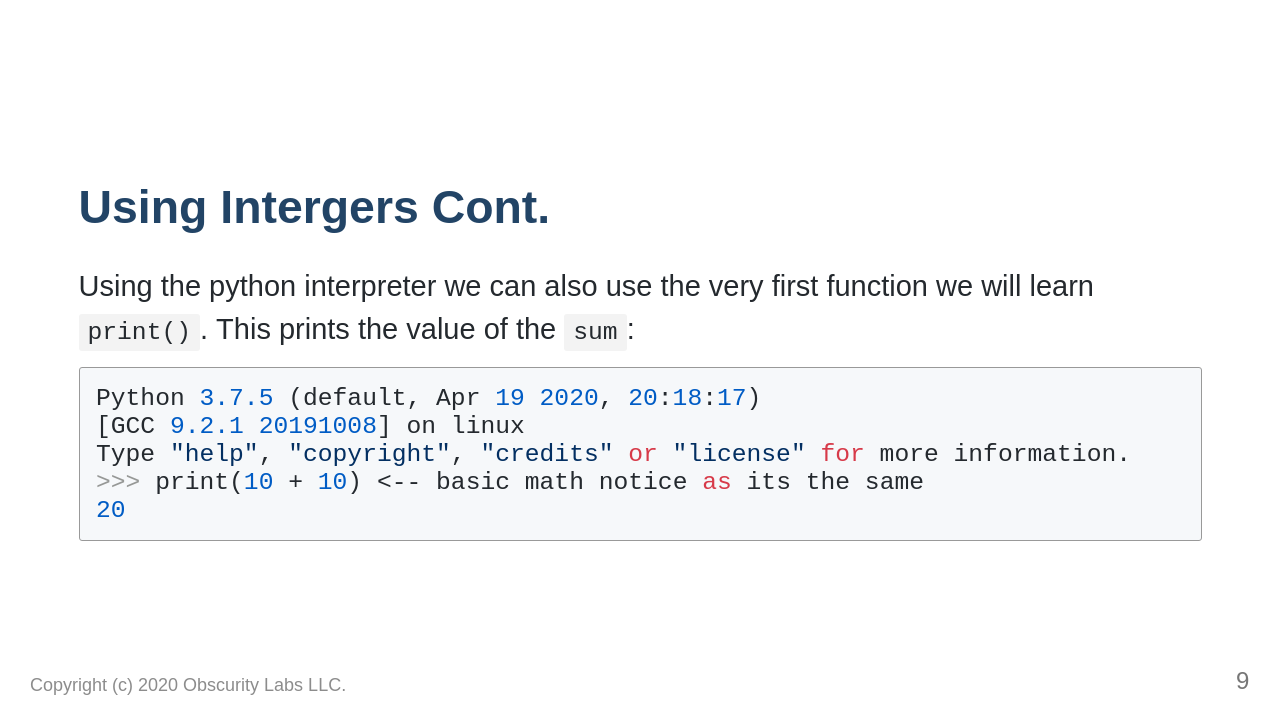 Using Intergers Cont.
Using the python interpreter we can also use the very first function we will learn
print(). This prints the value of the sum:
Python 3.7.5 (default, Apr 19 2020, 20:18:17)
[GCC 9.2.1 20191008] on linux
Type "help", "copyright", "credits" or "license" for more information.
>>> print(10 + 10) <-- basic math notice as its the same
20
Copyright (c) 2020 Obscurity Labs LLC.
9